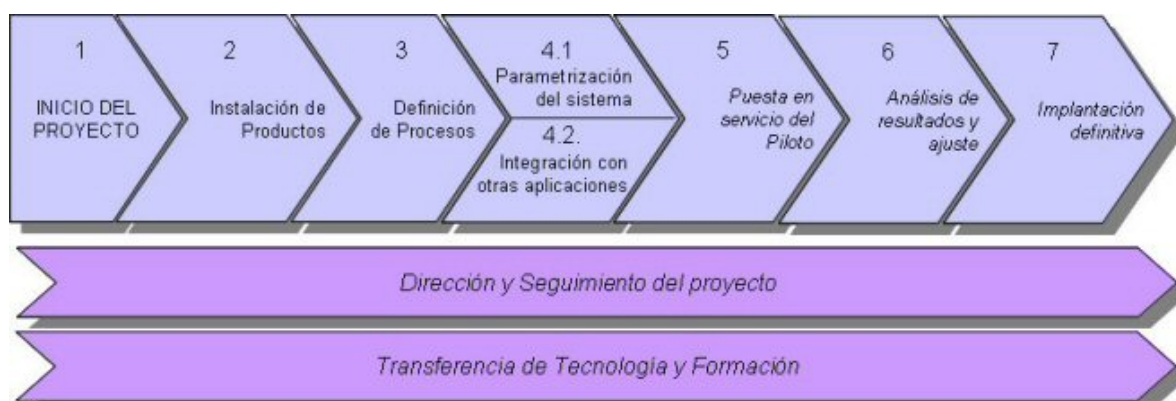 1
INICIO DEL
PROYECTO
2
Instalación de
Productos
3
Definición
de Procesos
4.1
Parametrización
del sistema
4.2.
Integración con
otras aplicaciones
5
Puesta en
servicio del
Piloto
6
Análisis de
resultados y
ajuste
7
Implantación
definitiva
Dirección y Seguimiento del proyecto
Transferencia de Tecnología y Formación